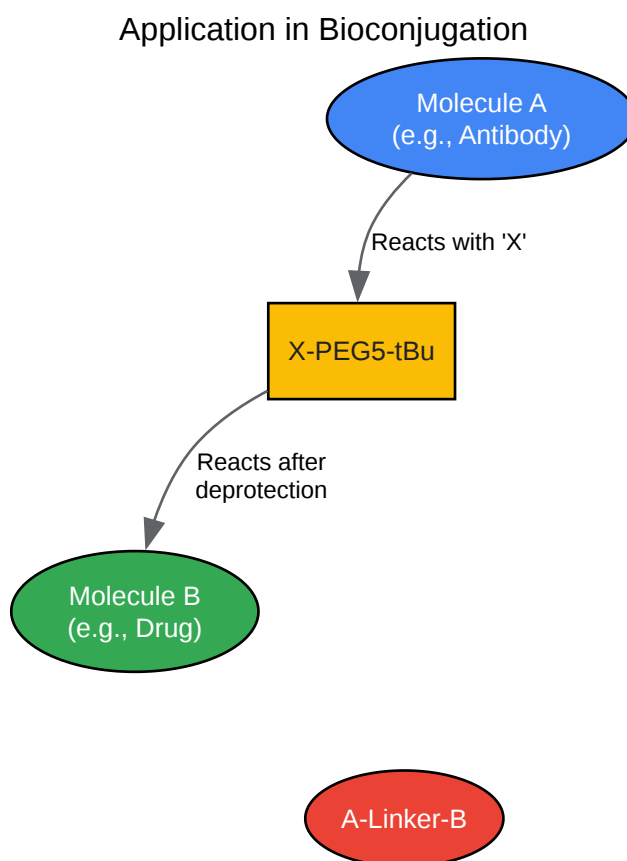 Application in Bioconjugation
Molecule A
(e.g., Antibody)
Reacts with 'X'
X-PEG5-tBu
Reacts after
deprotection
Molecule B
(e.g., Drug)
A-Linker-B